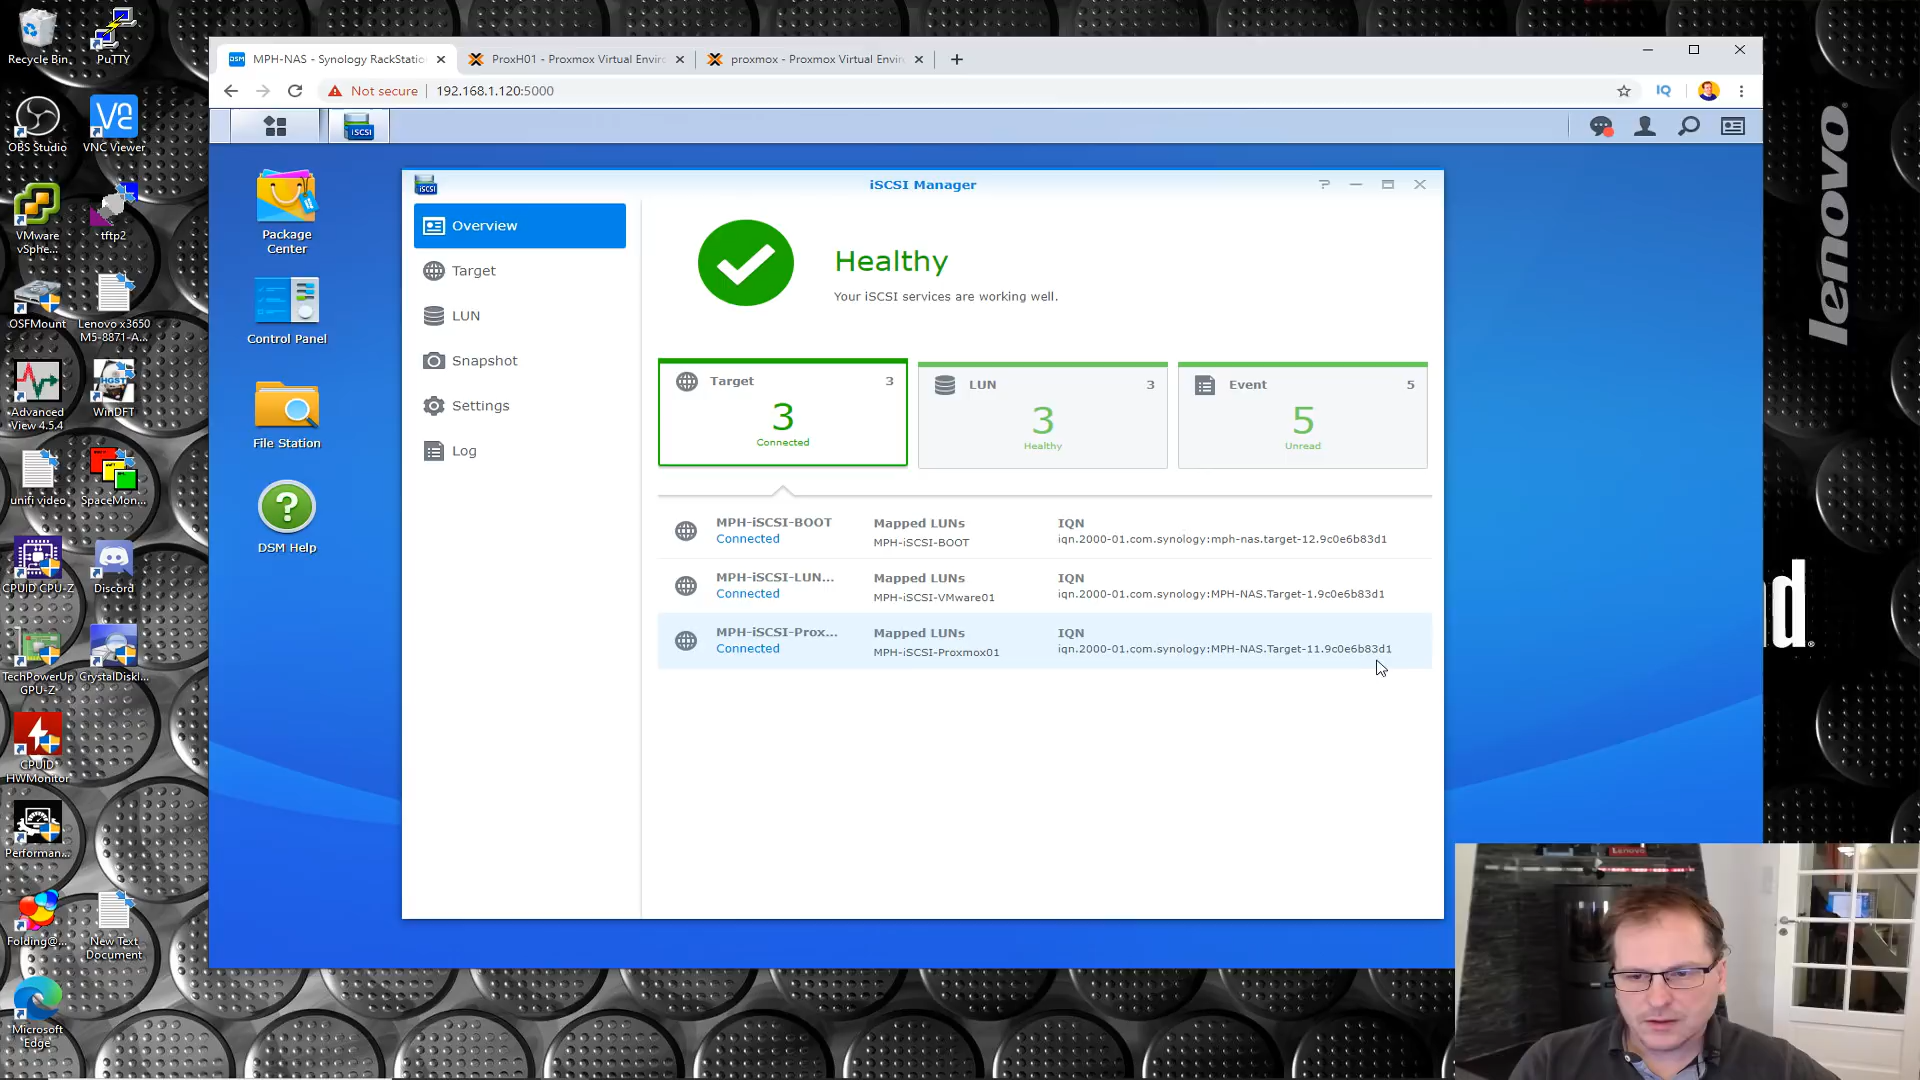 Recycle Bin
PuTTY
OBS Studio
VNC Viewer
VMware vSphe...
tftp2
OSFMount
Lenovo x3650 M5-8871-A...
Advanced View 4.5.4
WinDFT
unifi video
SpaceMon...
CPUID CPU-Z
Discord
TechPowerUp GPU-Z
CrystalDiskI...
CPUID HWMonitor
Performan...
Folding@...
New Text Document
Microsoft Edge
MPH-NAS - Synology RackStatio
ProxH01 - Proxmox Virtual Envir
proxmox - Proxmox Virtual Envir
Not secure
192.168.1.120:5000
IQ
iSCSI
Package Center
Control Panel
File Station
DSM Help
iSCSI Manager
Overview
Target
LUN
Snapshot
Settings
Log
Healthy
Your iSCSI services are working well.
Target 3
3
Connected
LUN 3
3
Healthy
Event 5
5
Unread
MPH-iSCSI-BOOT Mapped LUNs IQN
Connected MPH-iSCSI-BOOT iqn.2000-01.com.synology:mph-nas.target-12.9c0e6b83d1
MPH-iSCSI-LUN... Mapped LUNs IQN
Connected MPH-iSCSI-VMware01 iqn.2000-01.com.synology:MPH-NAS.Target-1.9c0e6b83d1
MPH-iSCSI-Prox... Mapped LUNs IQN
Connected MPH-iSCSI-Proxmox01 iqn.2000-01.com.synology:MPH-NAS.Target-11.9c0e6b83d1
lenovo